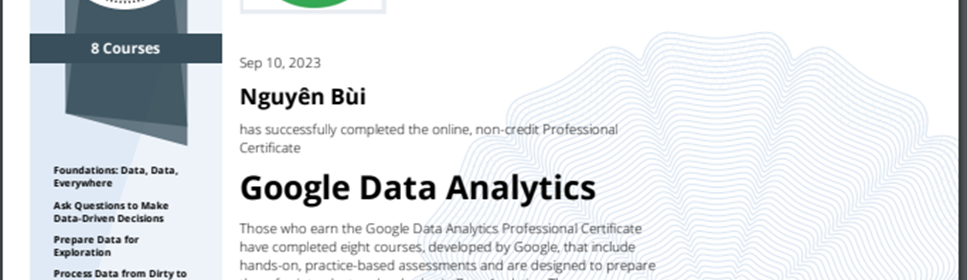 8 Courses
Foundations: Data, Data,
Everywhere
Ask Questions to Make
Data-Driven Decisions
Prepare Data for
Exploration
Process Data from Dirty to
Sep 10, 2023
Nguyên Bùi
has successfully completed the online, non-credit Professional
Certificate
Google Data Analytics
Those who earn the Google Data Analytics Professional Certificate
have completed eight courses, developed by Google, that include
hands-on, practice-based assessments and are designed to prepare